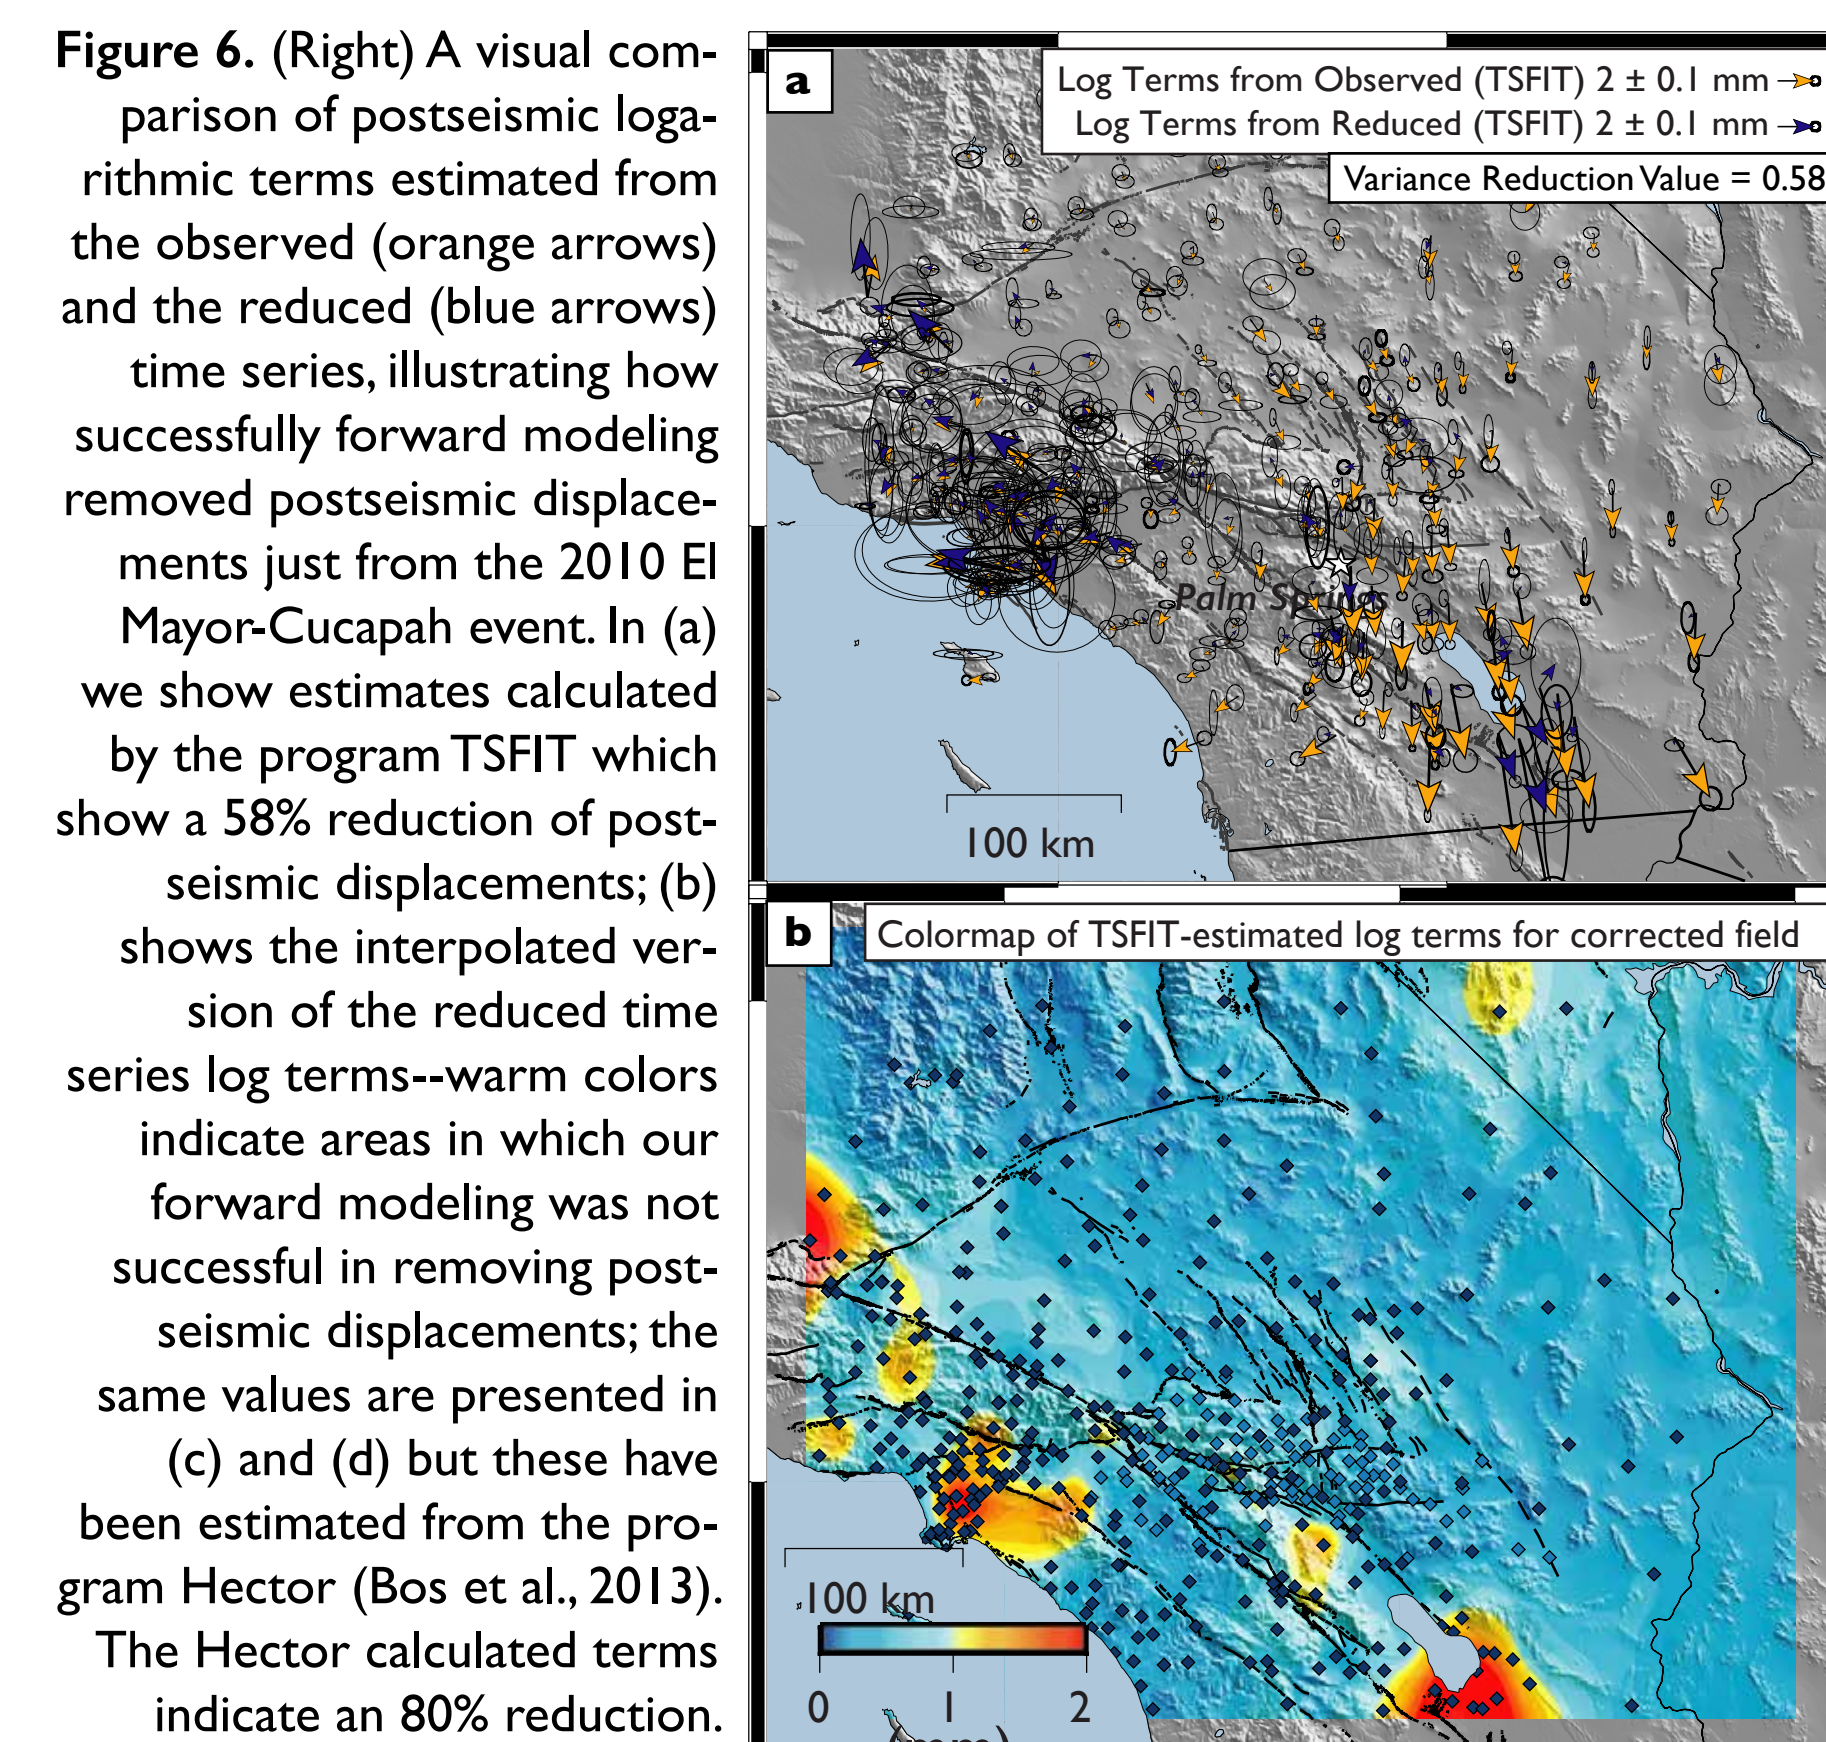 Figure 6. (Right) A visual com-
parison of postseismic loga-
rithmic terms estimated from
the observed (orange arrows)
and the reduced (blue arrows)
time series, illustrating how
successfully forward modeling
removed postseismic displace-
ments just from the 2010 El
Mayor-Cucapah event. In (a)
we show estimates calculated
by the program TSFIT which
show a 58% reduction of post-
seismic displacements; (b)
shows the interpolated ver-
sion of the reduced time
series log terms--warm colors
indicate areas in which our
forward modeling was not
successful in removing post-
seismic displacements; the
same values are presented in
(c) and (d) but these have
been estimated from the pro-
gram Hector (Bos et al., 2013).
The Hector calculated terms
indicate an 80% reduction.
a
Log Terms from Observed (TSFIT) 2 ± 0.1 mm
Log Terms from Reduced (TSFIT) 2 ± 0.1 mm
Variance Reduction Value = 0.58
Palm Springs
100 km
b
Colormap of TSFIT-estimated log terms for corrected field
100 km
0 1 2
(mm)